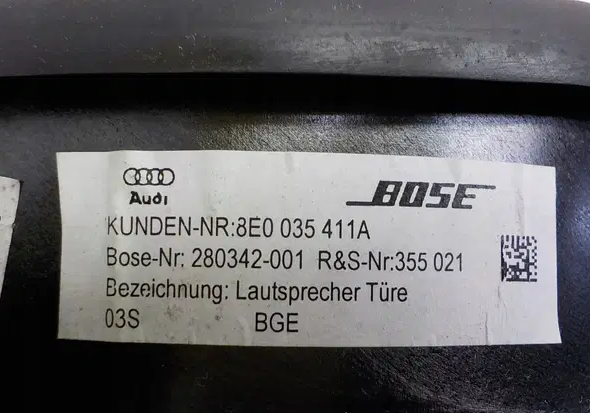 Audi BOSE
KUNDEN-NR:8E0 035 411A
Bose-Nr: 280342-001 R&S-Nr:355 021
Bezeichnung: Lautsprecher Türe
03S BGE